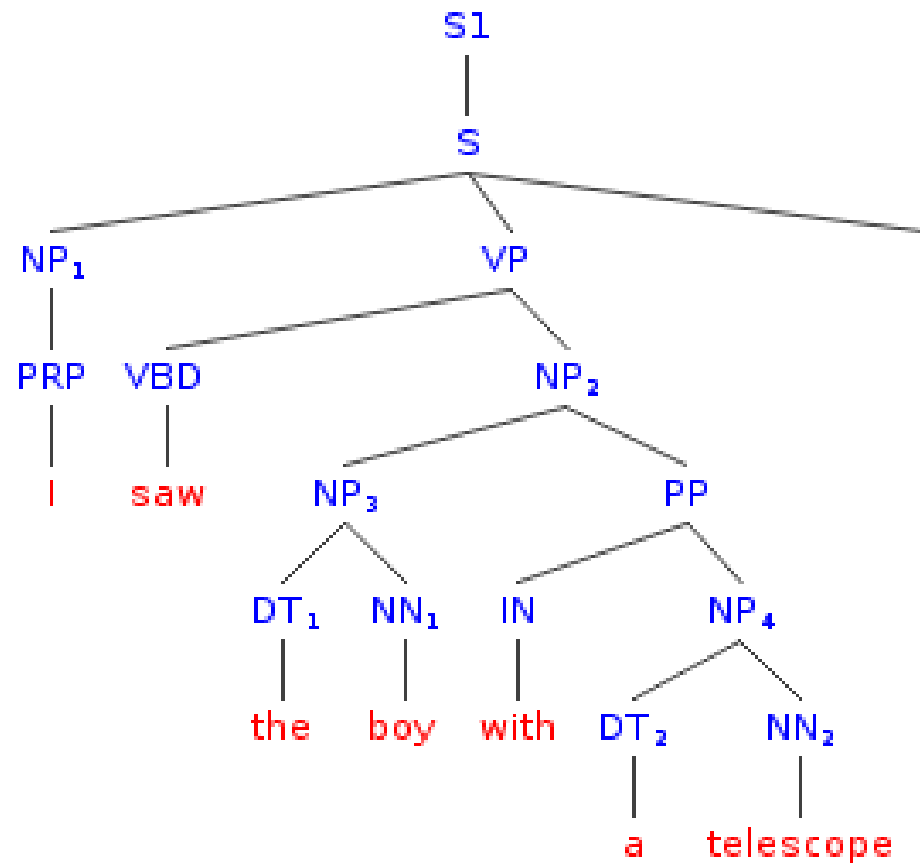 S1
S
NP₁ VP
PRP VBD NP₂
I saw NP₃ PP
DT₁ NN₁ IN NP₄
the boy with DT₂ NN₂
a telescope